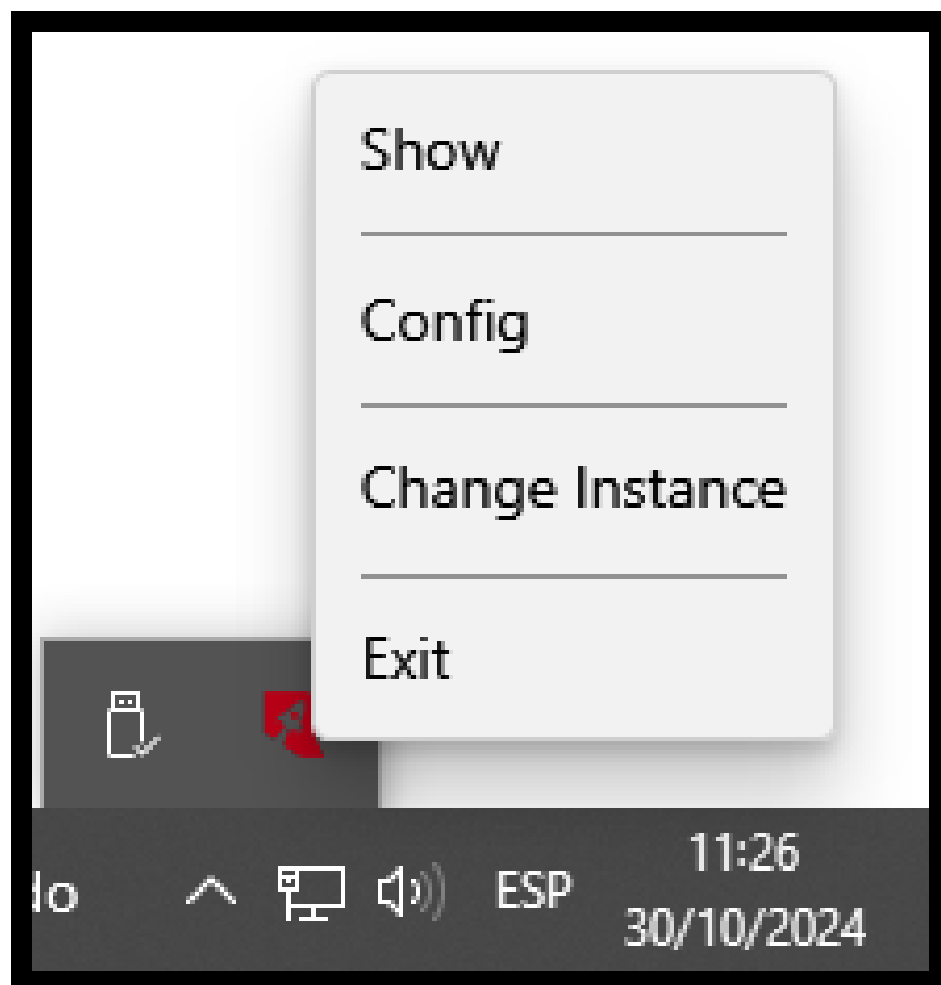 Show
Config
Change Instance
Exit
do
ESP
11:26
30/10/2024